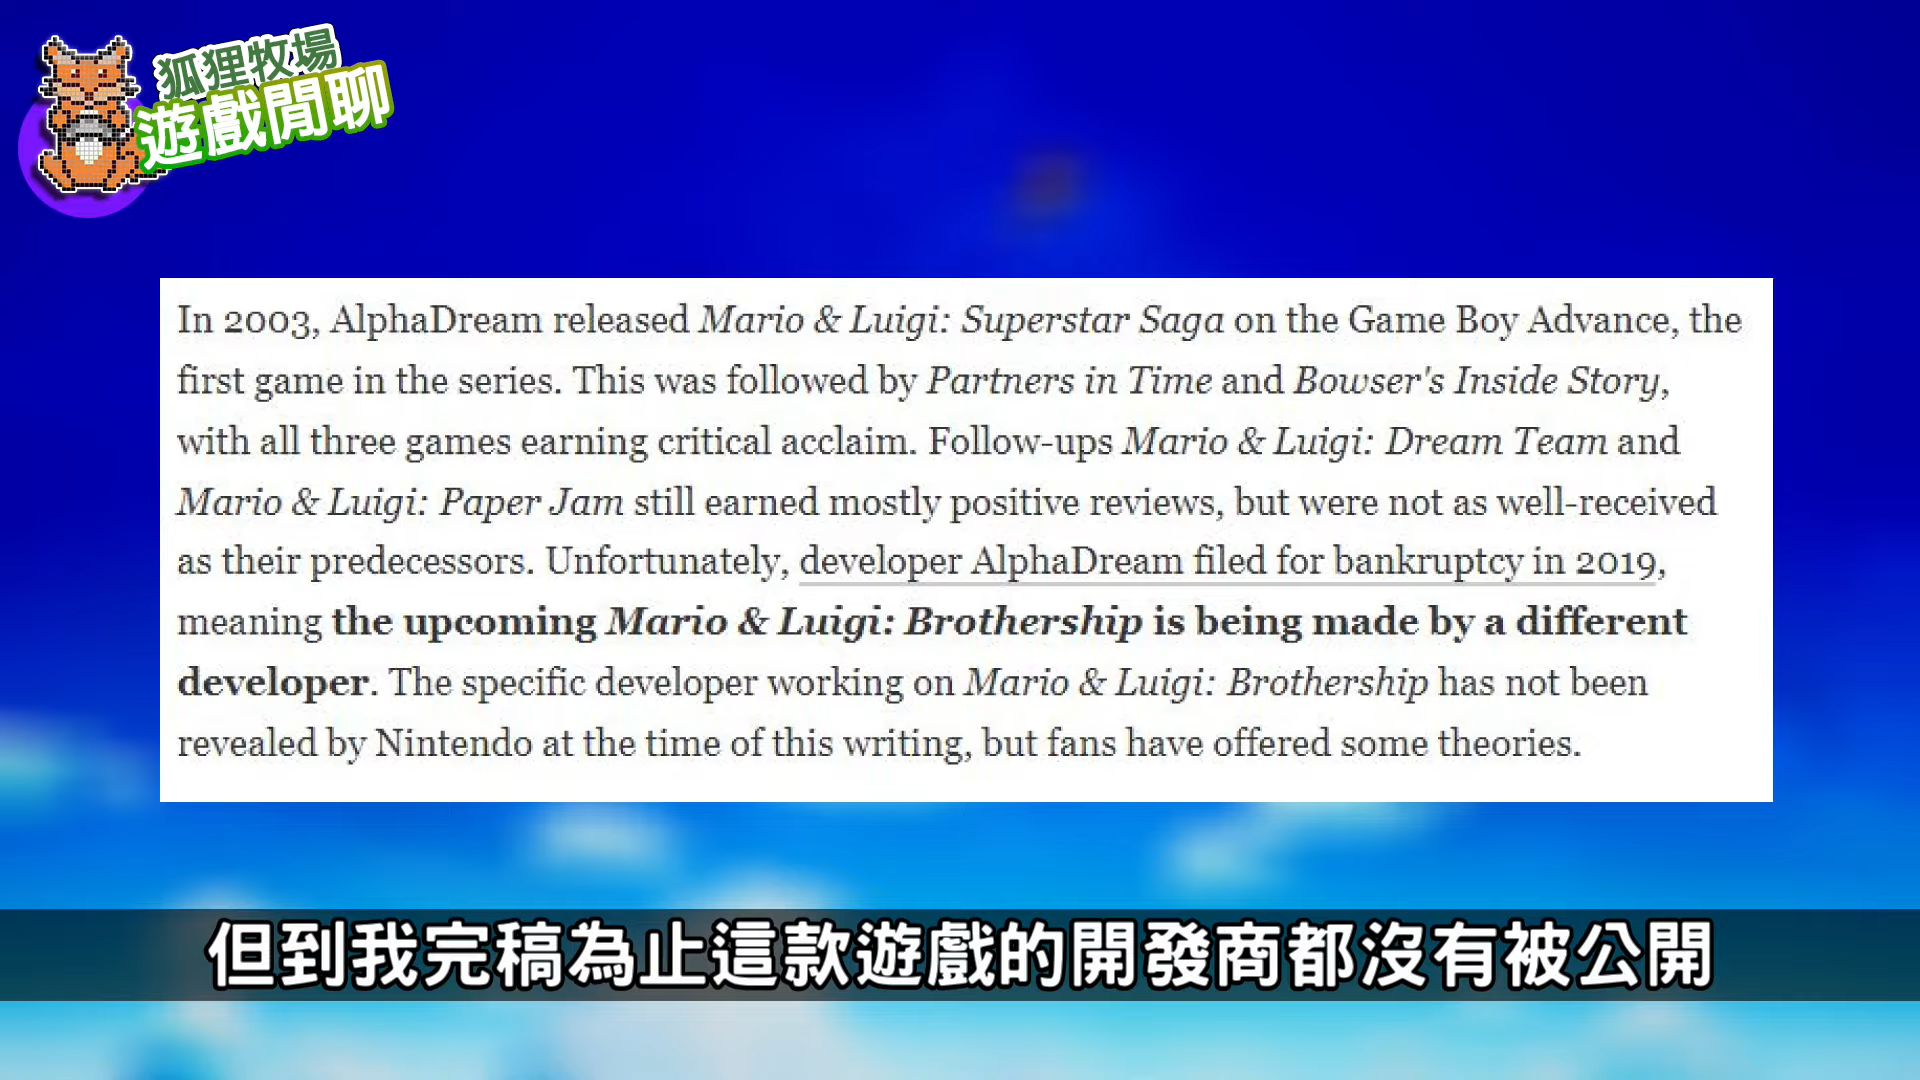 狐狸牧場
遊戲閒聊
In 2003, AlphaDream released Mario & Luigi: Superstar Saga on the Game Boy Advance, the
first game in the series. This was followed by Partners in Time and Bowser's Inside Story,
with all three games earning critical acclaim. Follow-ups Mario & Luigi: Dream Team and
Mario & Luigi: Paper Jam still earned mostly positive reviews, but were not as well-received
as their predecessors. Unfortunately, developer AlphaDream filed for bankruptcy in 2019,
meaning the upcoming Mario & Luigi: Brothership is being made by a different
developer. The specific developer working on Mario & Luigi: Brothership has not been
revealed by Nintendo at the time of this writing, but fans have offered some theories.
但到我完稿為止這款遊戲的開發商都沒有被公開